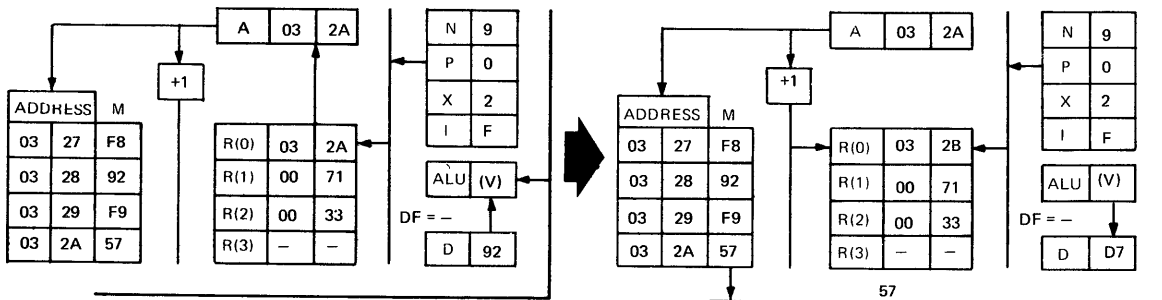 A 03 2A
N 9
P 0
X 2
I F
+1
ADDRESS M
03 27 F8
03 28 92
03 29 F9
03 2A 57
R(0) 03 2A
R(1) 00 71
R(2) 00 33
R(3) – –
ALU (V)
DF = –
D 92
A 03 2A
N 9
P 0
X 2
I F
+1
ADDRESS M
03 27 F8
03 28 92
03 29 F9
03 2A 57
R(0) 03 2B
R(1) 00 71
R(2) 00 33
R(3) – –
ALU (V)
DF = –
D D7
57